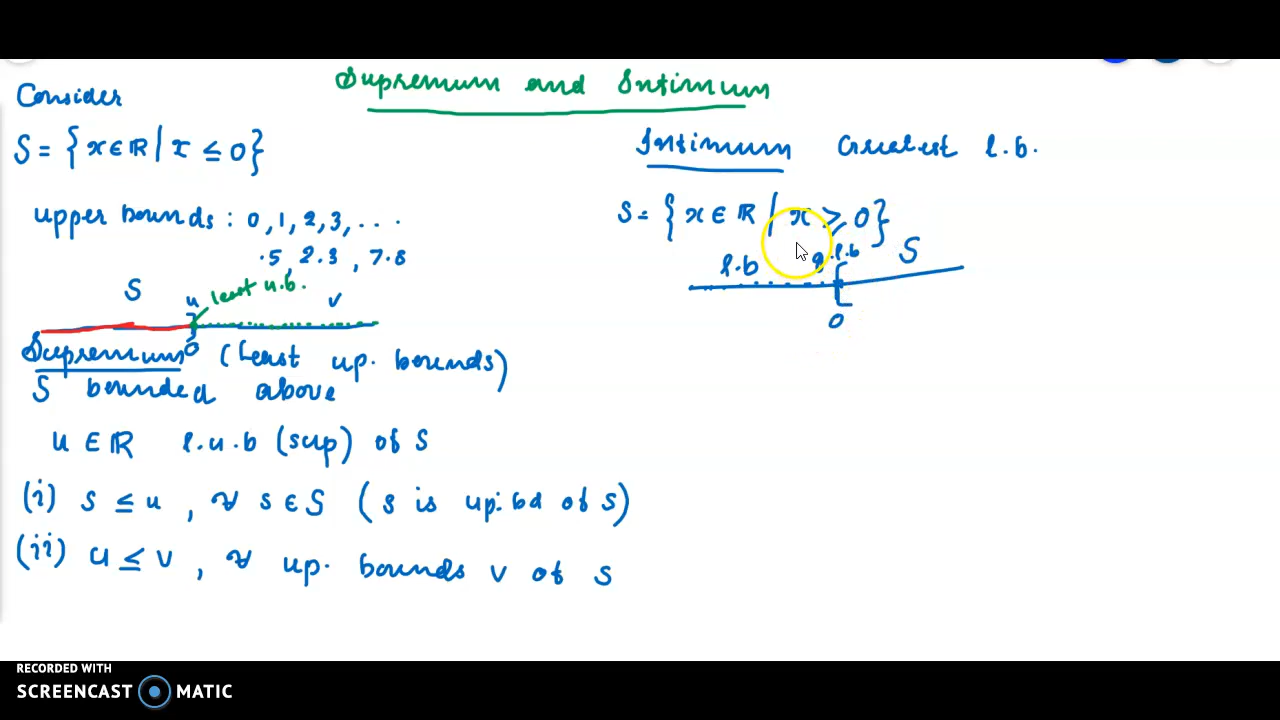 Supremum and Infimum
Consider
S = { x ∈ ℝ | x ≤ 0}
upper bounds : 0, 1, 2, 3, ....
.5, 2.3, 7.8
S u least u.b. v
0
Supremum (least up. bounds)
S bounded above
u ∈ ℝ l.u.b (sup) of S
(i) s ≤ u , ∀ s ∈ S (s is up. bd of s)
(ii) u ≤ v , ∀ up. bounds v of s
Infimum Greatest l.b.
S = { x ∈ ℝ | x ≥ 0}
l.b g.l.b S
0
RECORDED WITH
SCREENCAST MATIC